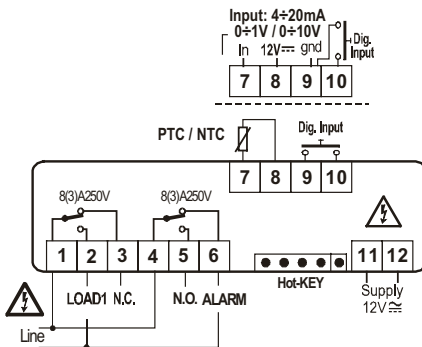 Input: 4÷20mA
0÷1V / 0÷10V
In 12V⎓ gnd
Dig.
Input
7 8 9 10
PTC / NTC
Dig. Input
7 8 9 10
8(3)A250V 8(3)A250V
1 2 3 4 5 6
11 12
LOAD1 N.C. N.O. ALARM
Hot-KEY
Supply
12V≂
Line